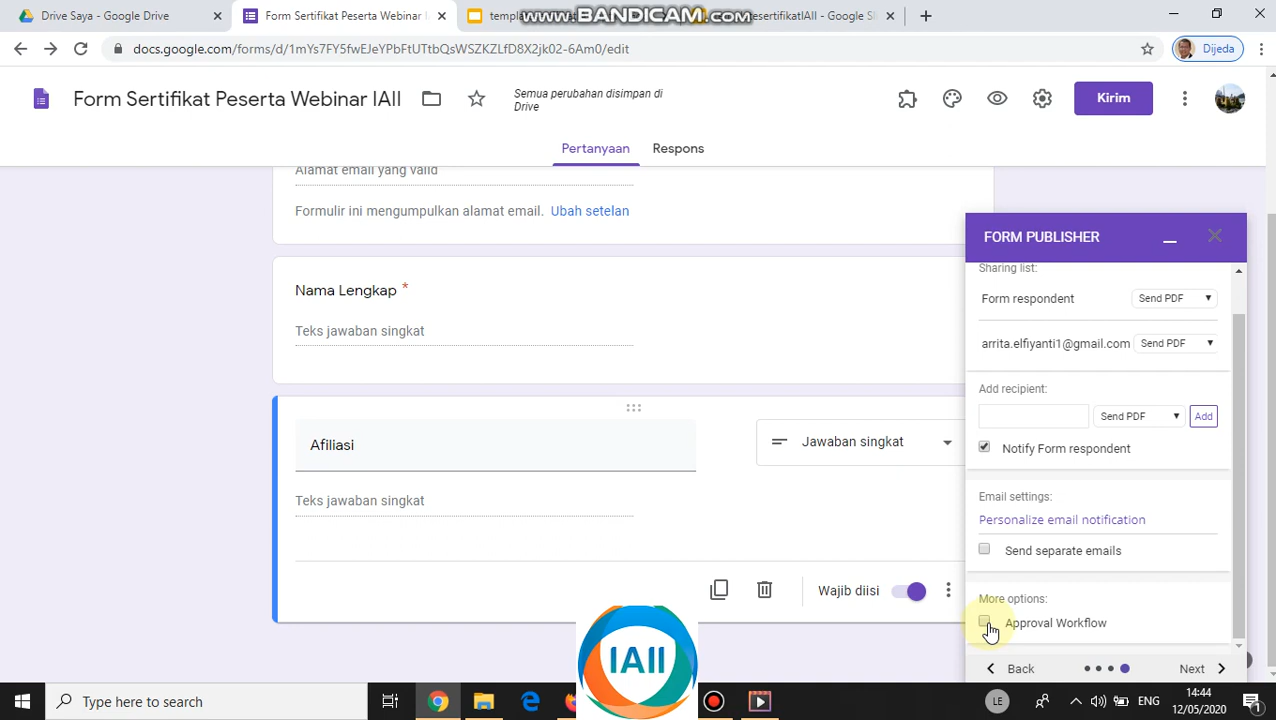 Drive Saya - Google Drive
Form Sertifikat Peserta Webinar I
www.BANDICAM.com
- Google Sl
docs.google.com/forms/d/1mYs7FY5fwEJeYPbFtUTtbQsWSZKZLfD8X2jk02-6Am0/edit
Dijeda
Form Sertifikat Peserta Webinar IAII
Semua perubahan disimpan di
Drive
Kirim
Pertanyaan
Respons
Alamat email yang valid
Formulir ini mengumpulkan alamat email. Ubah setelan
Nama Lengkap *
Teks jawaban singkat
Afiliasi
Jawaban singkat
Teks jawaban singkat
Wajib diisi
FORM PUBLISHER
Sharing list:
Form respondent
Send PDF
arrita.elfiyanti1@gmail.com
Send PDF
Add recipient:
Send PDF
Add
Notify Form respondent
Email settings:
Personalize email notification
Send separate emails
More options:
Approval Workflow
Back
Next
IAII
Type here to search
LE
ENG
14:44
12/05/2020
1